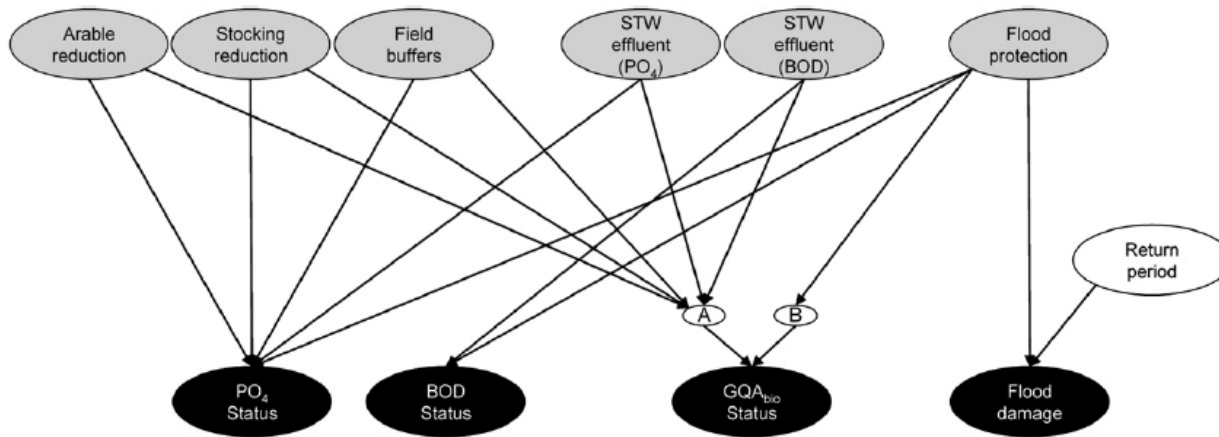 Arable
reduction
Stocking
reduction
Field
buffers
STW
effluent
(PO₄)
STW
effluent
(BOD)
Flood
protection
Return
period
A
B
PO₄
Status
BOD
Status
GQA_bio
Status
Flood
damage